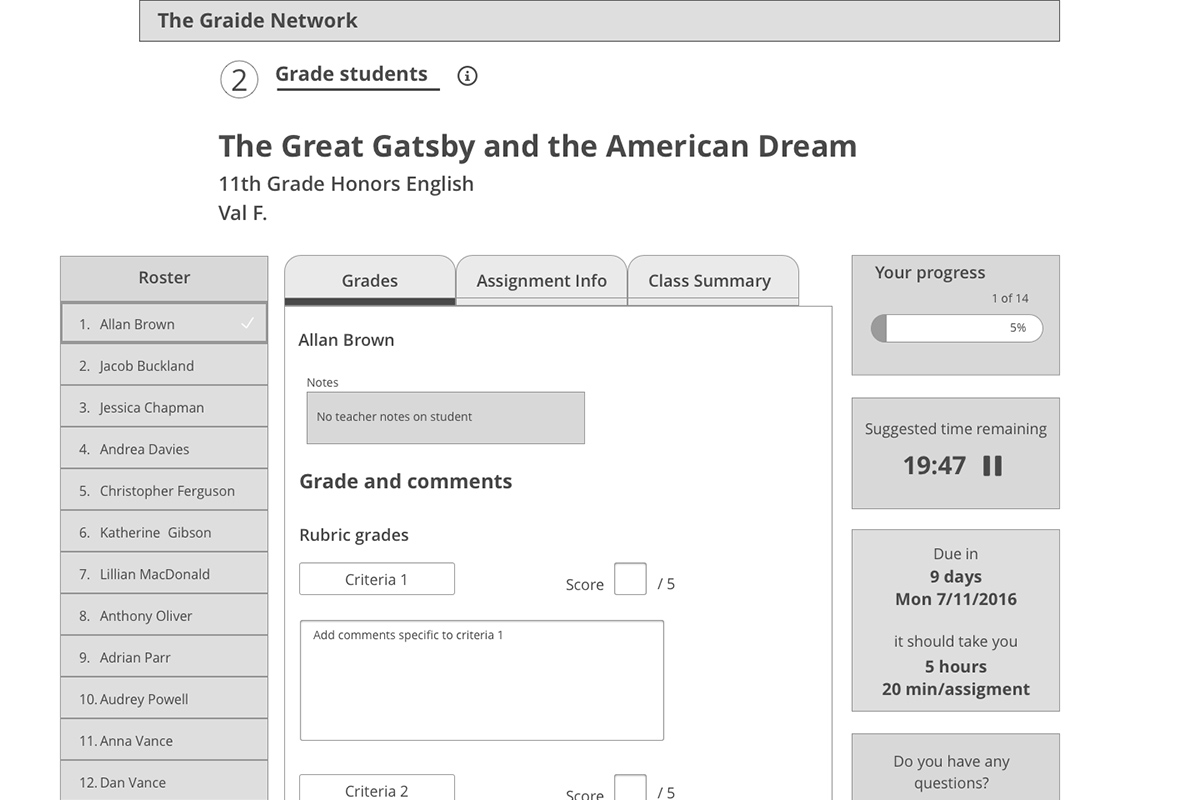 The Graide Network
2 Grade students i
The Great Gatsby and the American Dream
11th Grade Honors English
Val F.
Roster
1. Allan Brown
2. Jacob Buckland
3. Jessica Chapman
4. Andrea Davies
5. Christopher Ferguson
6. Katherine Gibson
7. Lillian MacDonald
8. Anthony Oliver
9. Adrian Parr
10. Audrey Powell
11. Anna Vance
12. Dan Vance
Grades Assignment Info Class Summary
Allan Brown
Notes
No teacher notes on student
Grade and comments
Rubric grades
Criteria 1 Score / 5
Add comments specific to criteria 1
Criteria 2 Score / 5
Your progress
1 of 14
5%
Suggested time remaining
19:47
Due in
9 days
Mon 7/11/2016
it should take you
5 hours
20 min/assigment
Do you have any
questions?